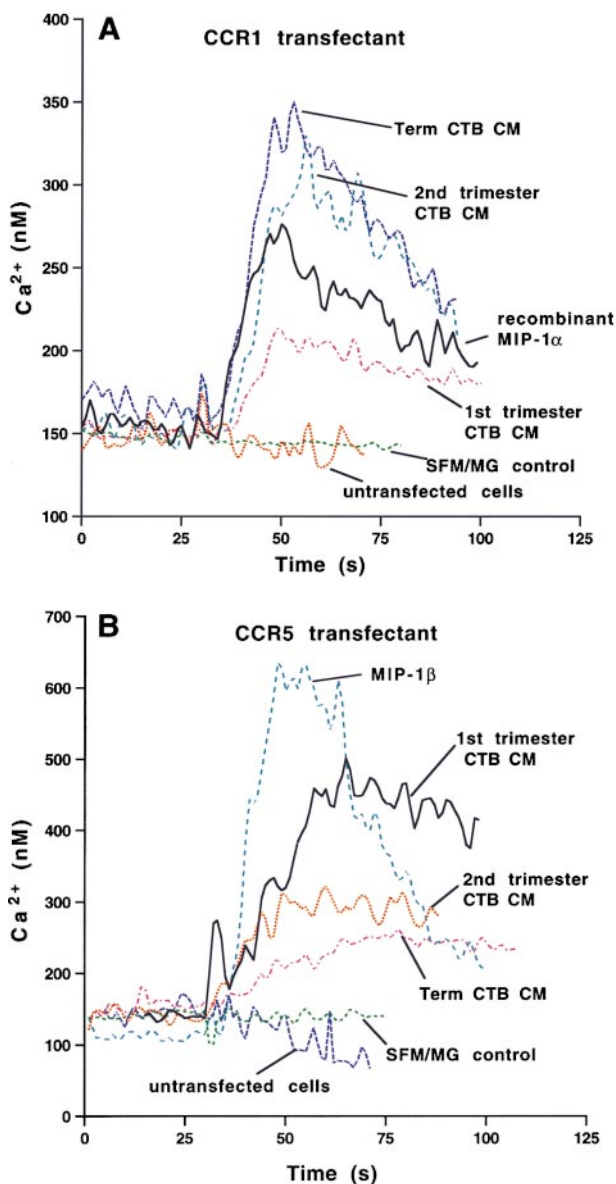 A
CCR1 transfectant
400
350
300
250
200
150
100
Ca2+ (nM)
Term CTB CM
2nd trimester
CTB CM
recombinant
MIP-1α
1st trimester
CTB CM
SFM/MG control
untransfected cells
0
25
50
75
100
125
Time (s)
B
CCR5 transfectant
700
600
500
400
300
200
100
0
Ca2+ (nM)
MIP-1β
1st trimester
CTB CM
2nd trimester
CTB CM
Term CTB CM
SFM/MG control
untransfected cells
0
25
50
75
100
125
Time (s)